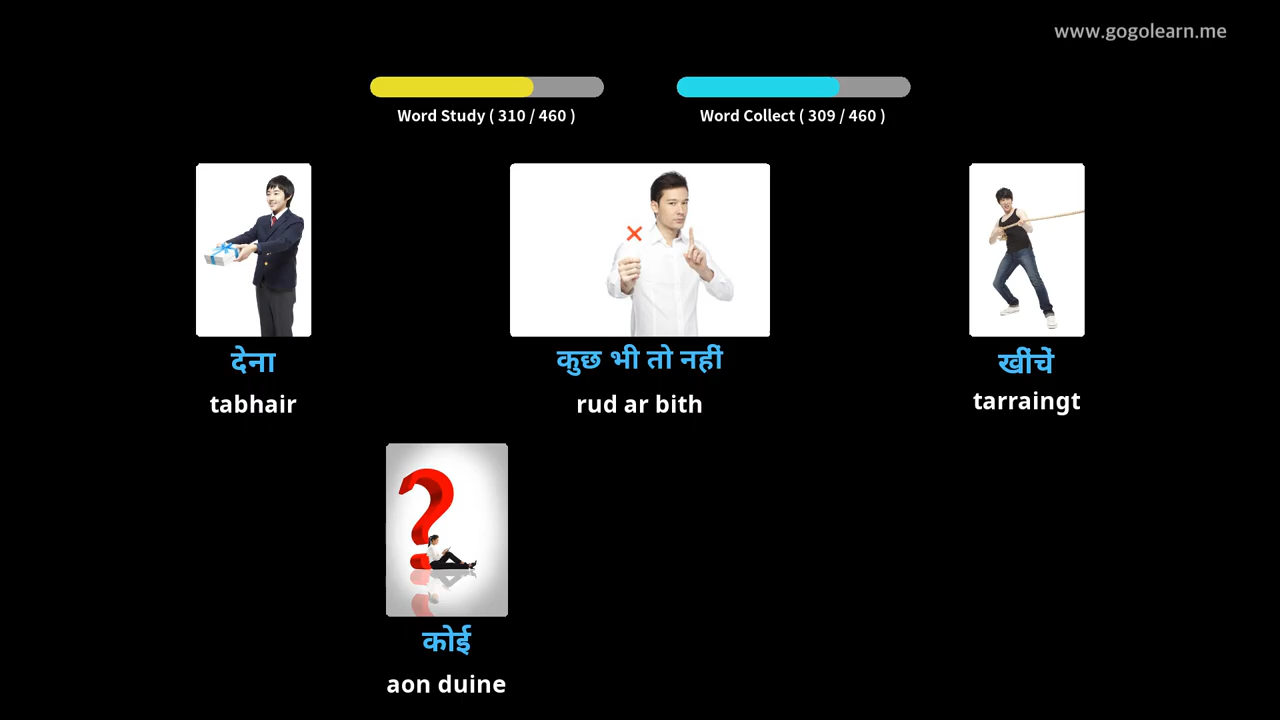 www.gogolearn.me
Word Study ( 310 / 460 )
Word Collect ( 309 / 460 )
देना
कुछ भी तो नहीं
खींचें
tabhair
rud ar bith
tarraingt
कोई
aon duine